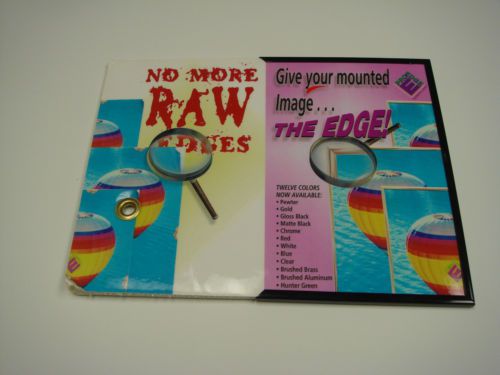 NO MORE
RAW
EDGES
Give your mounted
Image . . .
THE EDGE!
TWELVE COLORS
NOW AVAILABLE:
• Pewter
• Gold
• Gloss Black
• Matte Black
• Chrome
• Red
• White
• Blue
• Clear
• Brushed Brass
• Brushed Aluminum
• Hunter Green